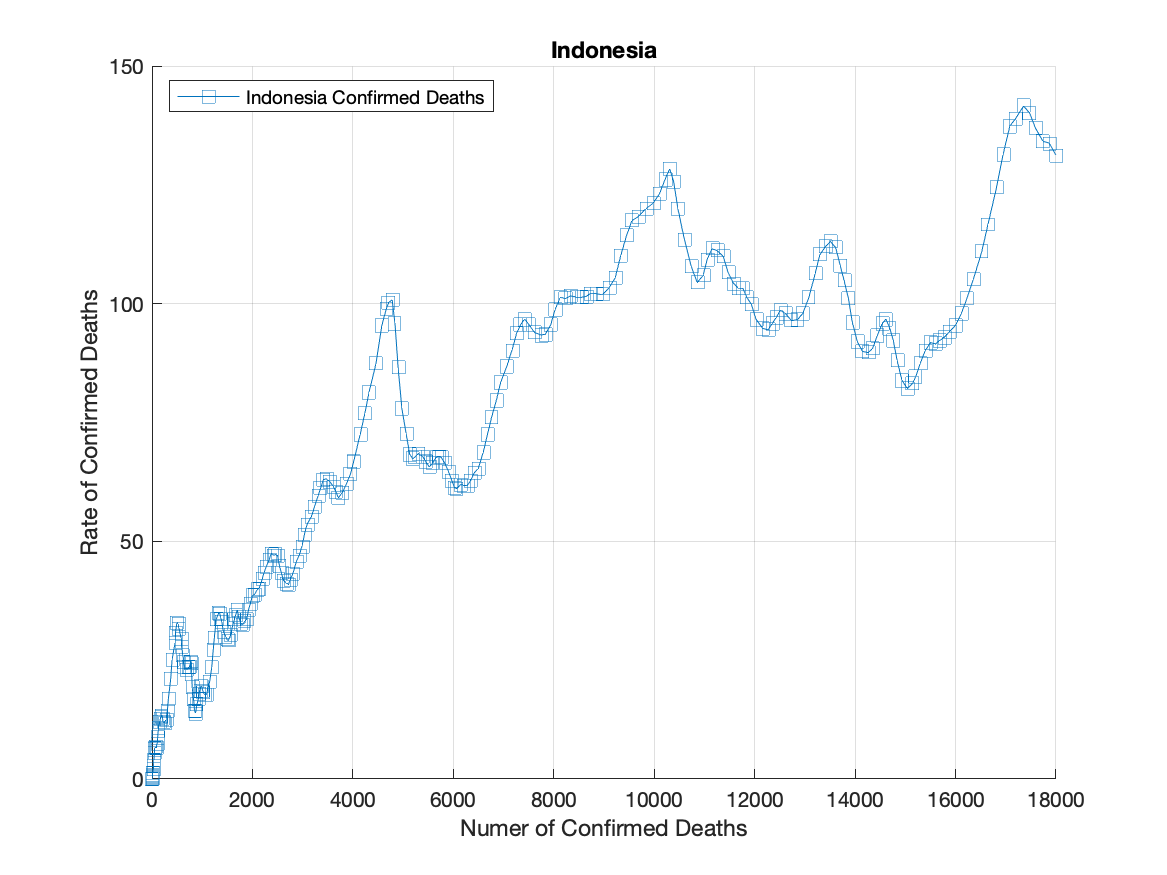 Indonesia
150
Indonesia Confirmed Deaths
100
50
0
Rate of Confirmed Deaths
0 2000 4000 6000 8000 10000 12000 14000 16000 18000
Numer of Confirmed Deaths